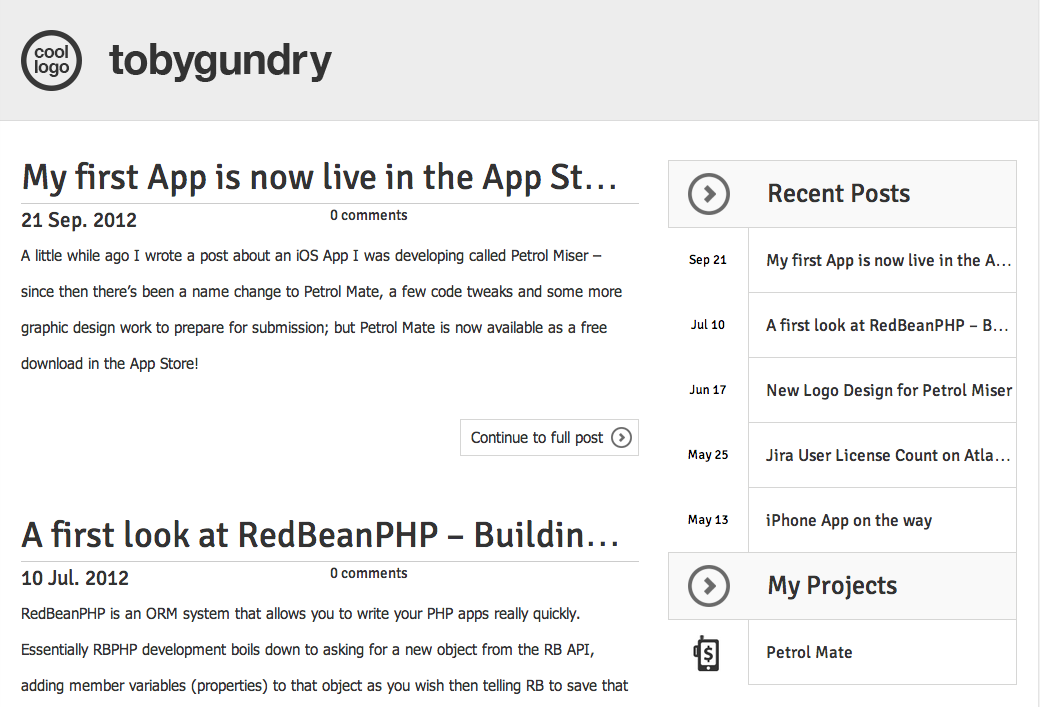 cool
logo
tobygundry
My first App is now live in the App St...
21 Sep. 2012
0 comments
A little while ago I wrote a post about an iOS App I was developing called Petrol Miser –
since then there's been a name change to Petrol Mate, a few code tweaks and some more
graphic design work to prepare for submission; but Petrol Mate is now available as a free
download in the App Store!
Continue to full post
A first look at RedBeanPHP – Buildin...
10 Jul. 2012
0 comments
RedBeanPHP is an ORM system that allows you to write your PHP apps really quickly.
Essentially RBPHP development boils down to asking for a new object from the RB API,
adding member variables (properties) to that object as you wish then telling RB to save that
Recent Posts
Sep 21 My first App is now live in the A...
Jul 10 A first look at RedBeanPHP – B...
Jun 17 New Logo Design for Petrol Miser
May 25 Jira User License Count on Atla...
May 13 iPhone App on the way
My Projects
$ Petrol Mate